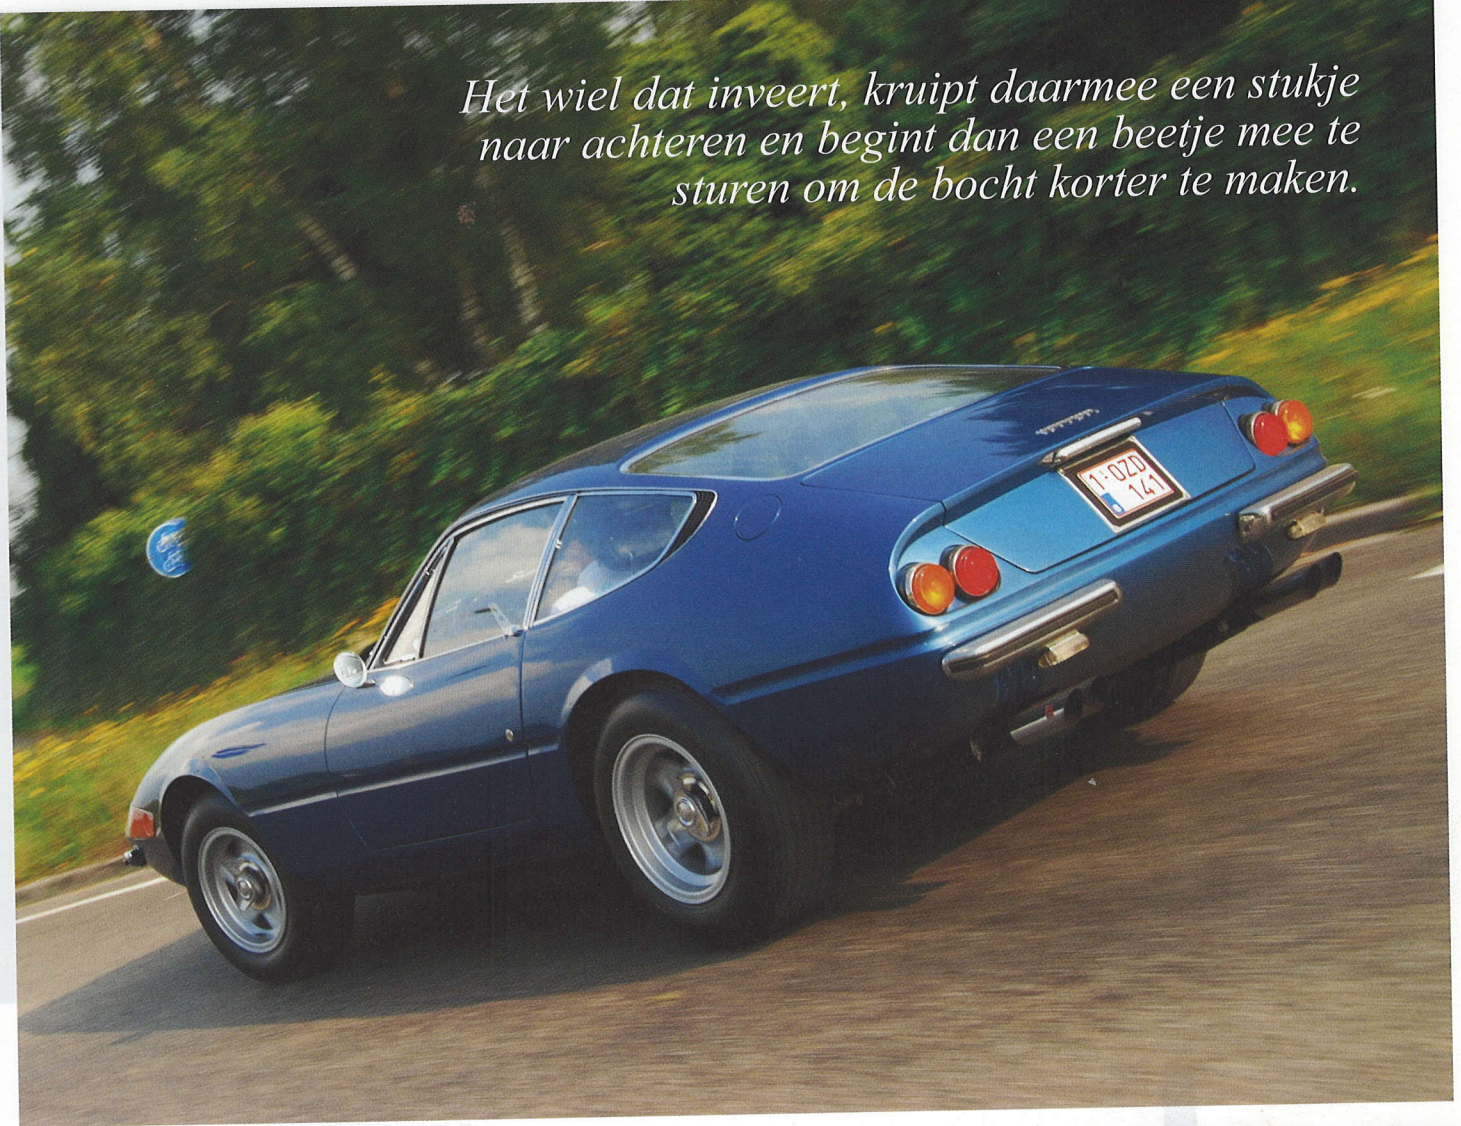 Het wiel dat inveert, kruipt daarmee een stukje
naar achteren en begint dan een beetje mee te
sturen om de bocht korter te maken.
1·OZD
141